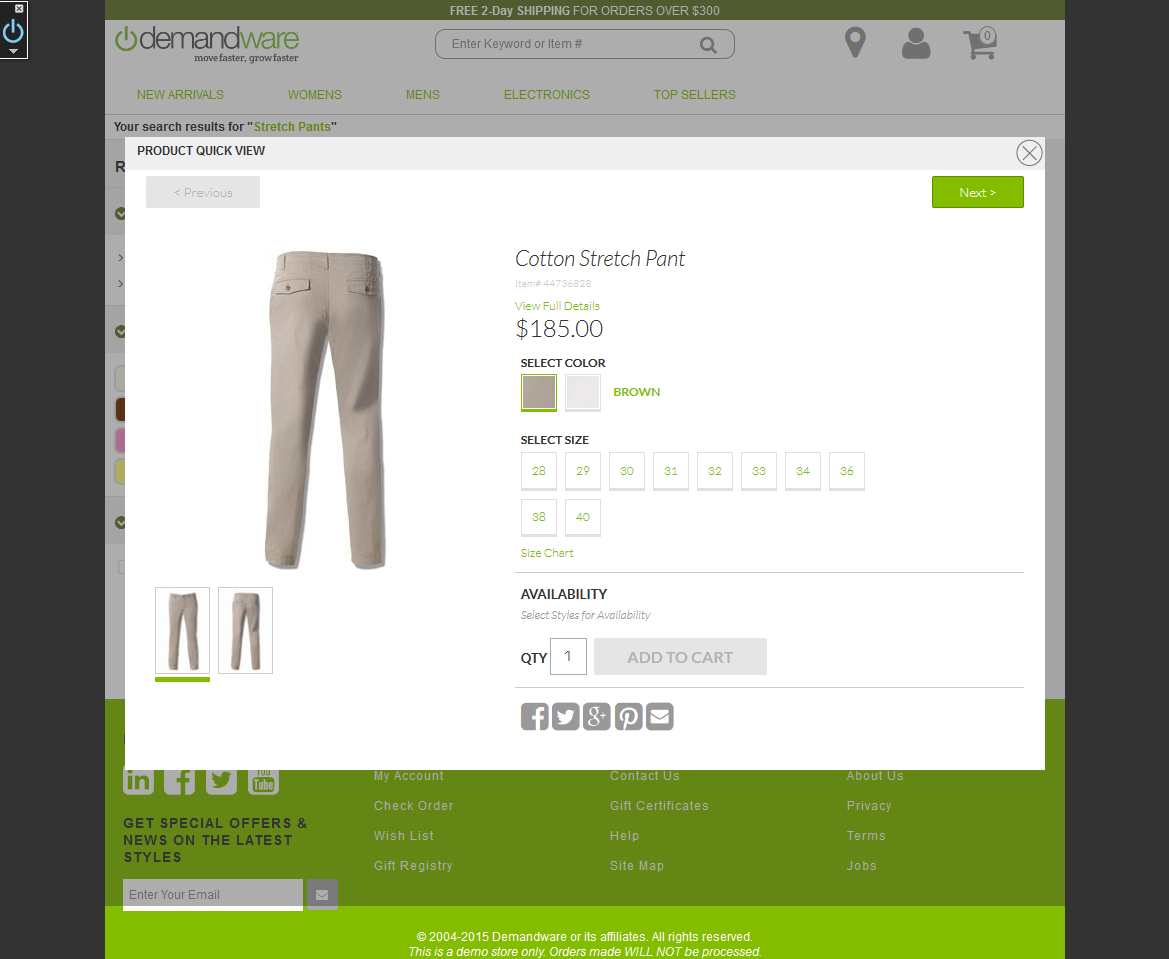 FREE 2-Day SHIPPING FOR ORDERS OVER $300
demandware
move faster, grow faster
Enter Keyword or Item #
0
NEW ARRIVALS WOMENS MENS ELECTRONICS TOP SELLERS
Your search results for "Stretch Pants"
PRODUCT QUICK VIEW
R
< Previous
Next >
Cotton Stretch Pant
Item# 44736828
View Full Details
$185.00
SELECT COLOR
BROWN
SELECT SIZE
28 29 30 31 32 33 34 36
38 40
Size Chart
AVAILABILITY
Select Styles for Availability
QTY 1 ADD TO CART
My Account Contact Us About Us
You Tube
Check Order Gift Certificates Privacy
GET SPECIAL OFFERS &
NEWS ON THE LATEST
STYLES
Wish List Help Terms
Gift Registry Site Map Jobs
Enter Your Email
© 2004-2015 Demandware or its affiliates. All rights reserved.
This is a demo store only. Orders made WILL NOT be processed.